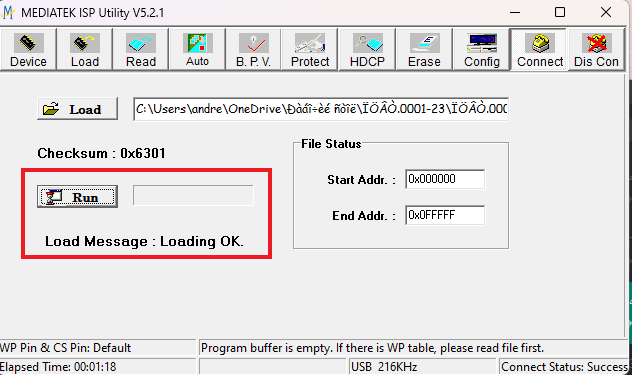 MEDIATEK ISP Utility V5.2.1
Device Load Read Auto B. P. V. Protect HDCP Erase Config Connect Dis Con
Load C:\Users\andre\OneDrive\Ðàáî÷èé ñòîë\ÏÖÂÒ.0001-23\ÏÖÂÒ.000
Checksum : 0x6301
File Status
Start Addr. : 0x000000
Run
End Addr. : 0x0FFFFF
Load Message : Loading OK.
WP Pin & CS Pin: Default Program buffer is empty. If there is WP table, please read file first.
Elapsed Time: 00:01:18 USB 216KHz Connect Status: Success